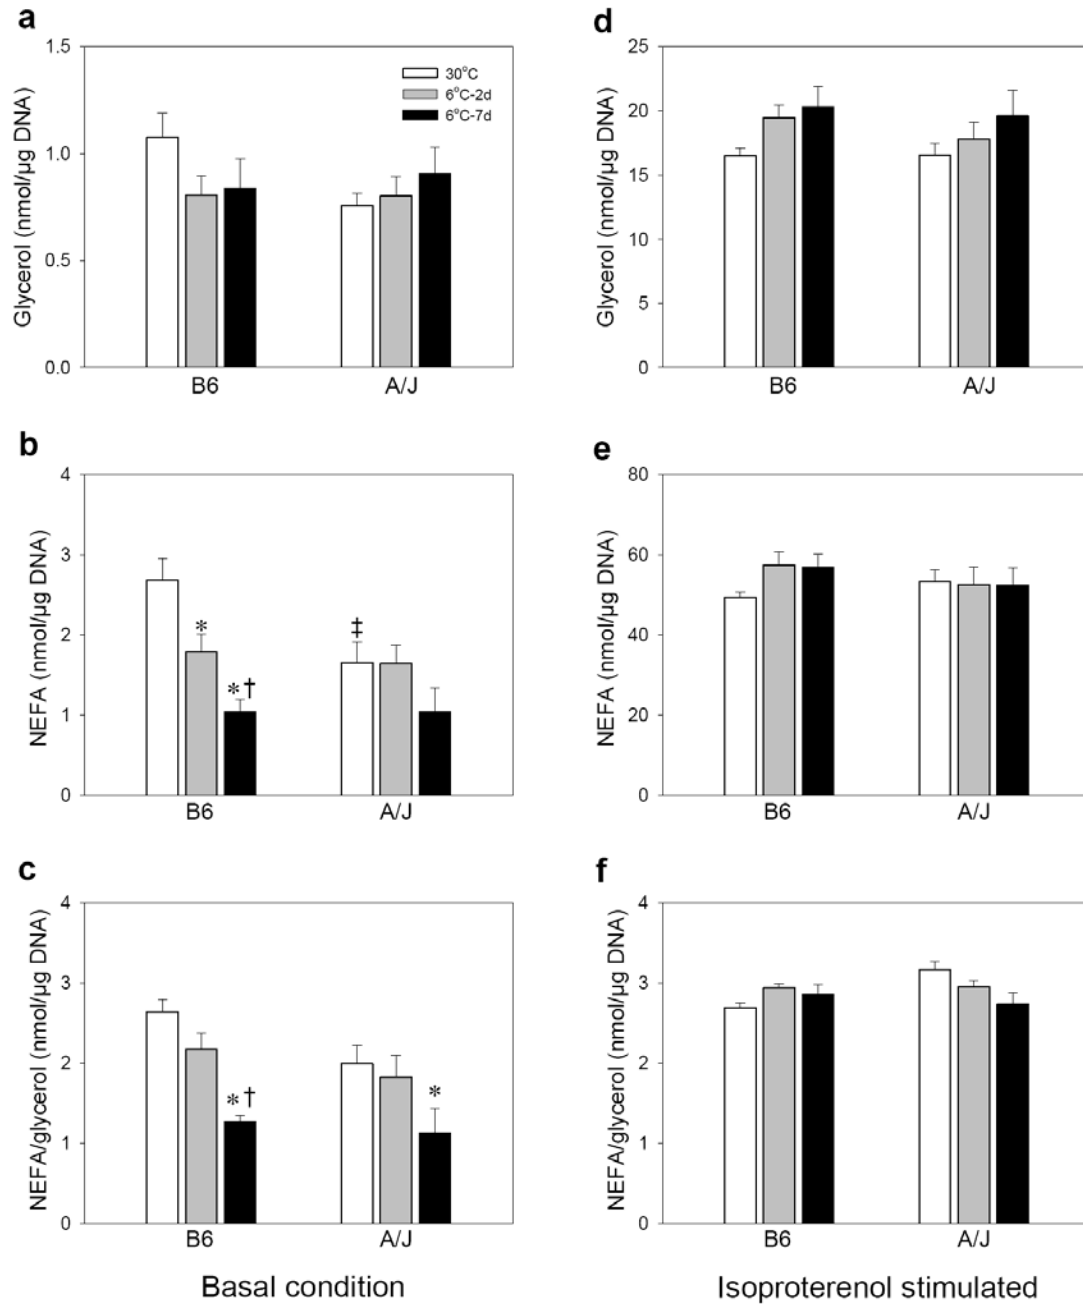 a
Glycerol (nmol/µg DNA)
1.5
1.0
0.5
0.0
30°C
6°C-2d
6°C-7d
B6 A/J
d
Glycerol (nmol/µg DNA)
25
20
15
10
5
0
B6 A/J
b
NEFA (nmol/µg DNA)
4
3
2
1
0
*
*†
‡
B6 A/J
e
NEFA (nmol/µg DNA)
80
60
40
20
0
B6 A/J
c
NEFA/glycerol (nmol/µg DNA)
4
3
2
1
0
*†
*
B6 A/J
Basal condition
f
NEFA/glycerol (nmol/µg DNA)
4
3
2
1
0
B6 A/J
Isoproterenol stimulated